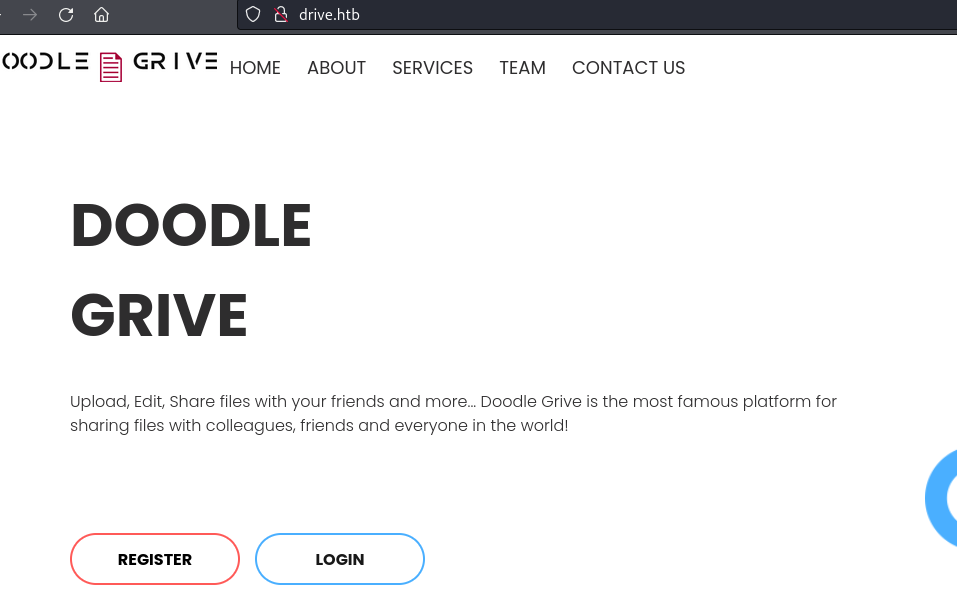 drive.htb
OODLE GRIVE HOME ABOUT SERVICES TEAM CONTACT US
DOODLE
GRIVE
Upload, Edit, Share files with your friends and more... Doodle Grive is the most famous platform for
sharing files with colleagues, friends and everyone in the world!
REGISTER LOGIN